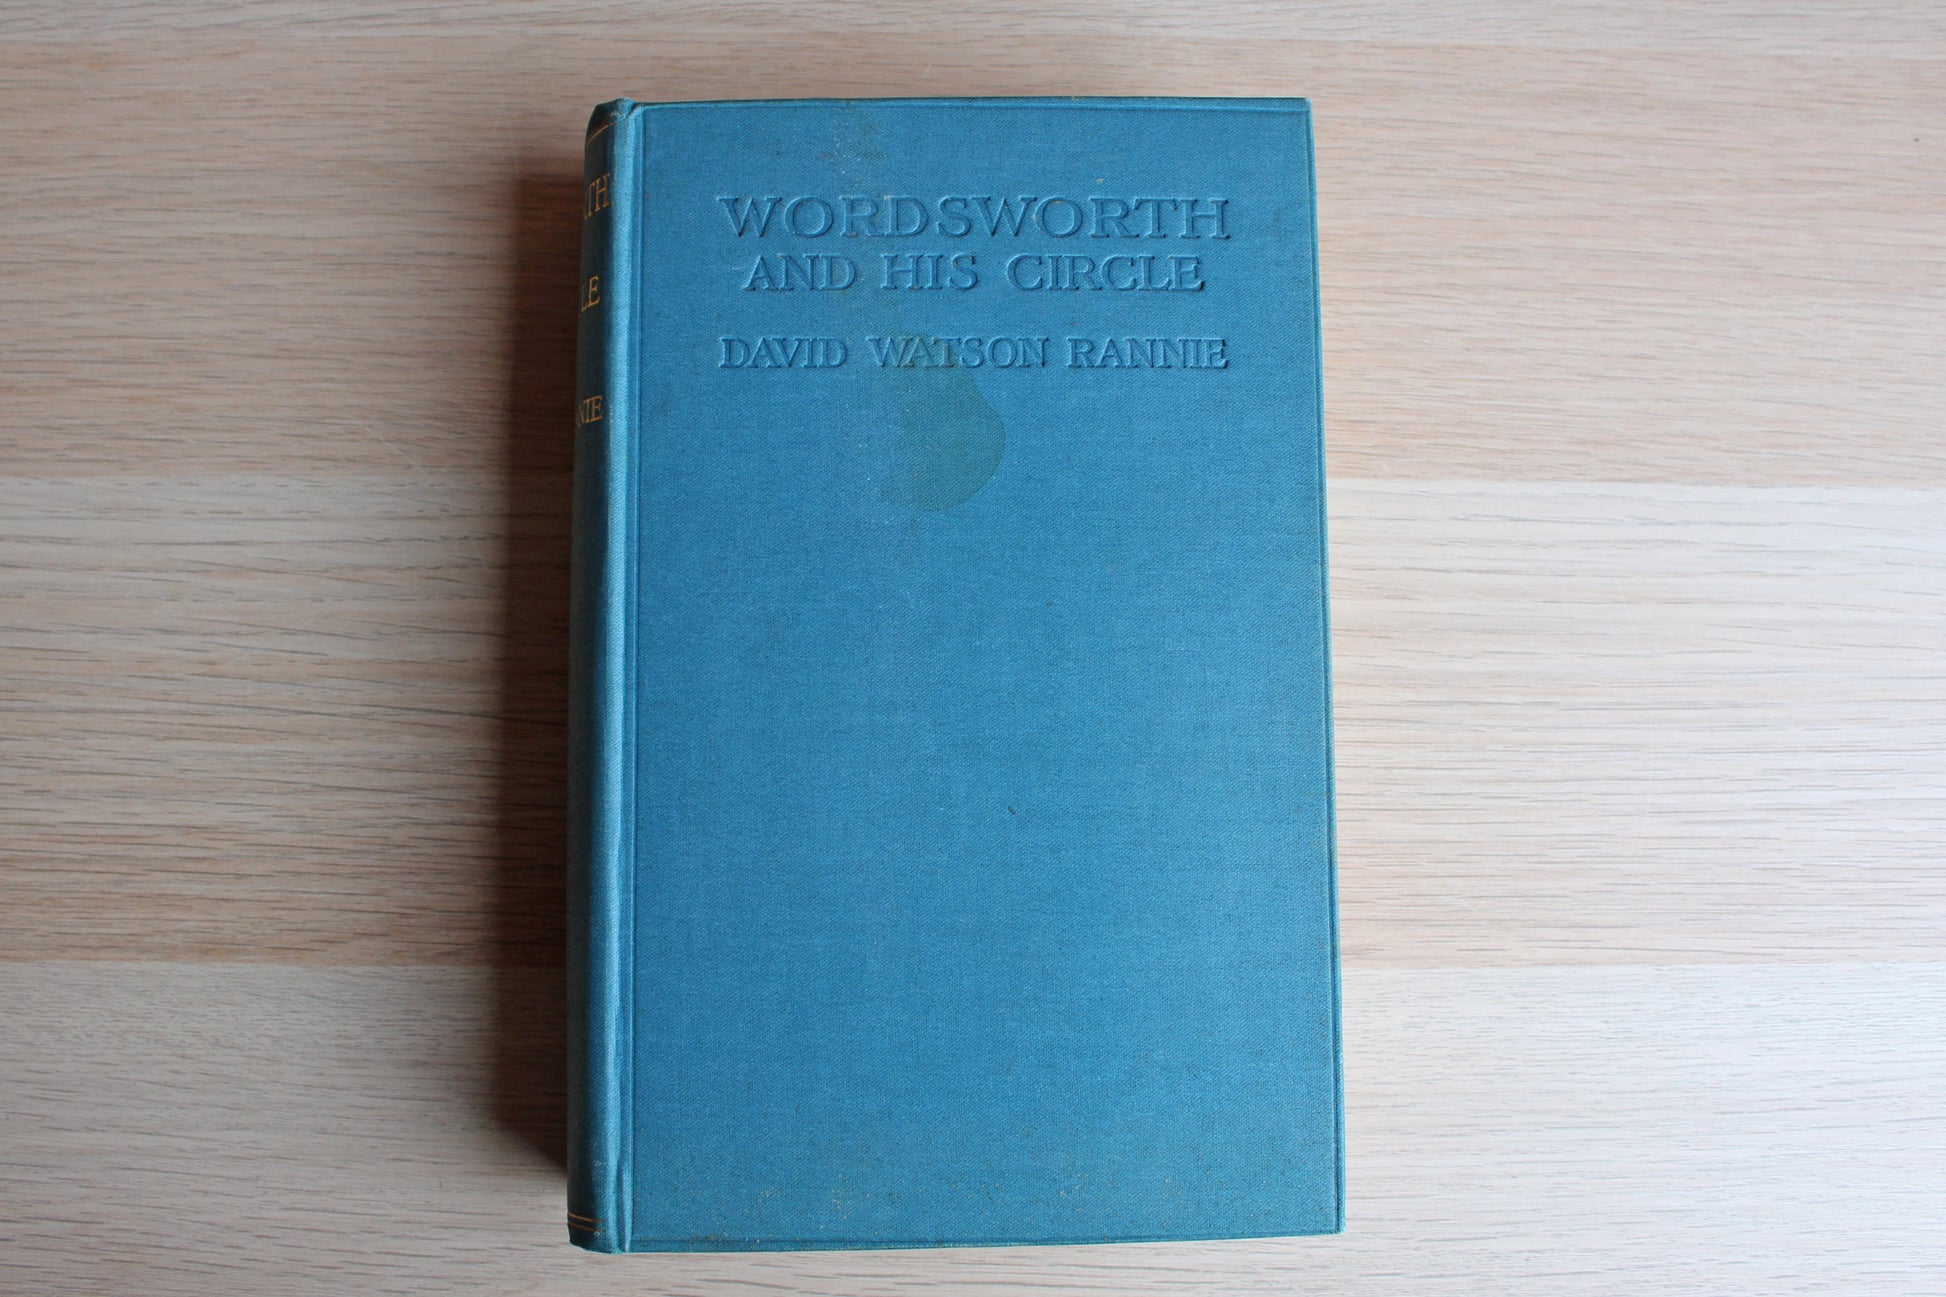 WORDSWORTH
AND HIS CIRCLE
DAVID WATSON RANNIE